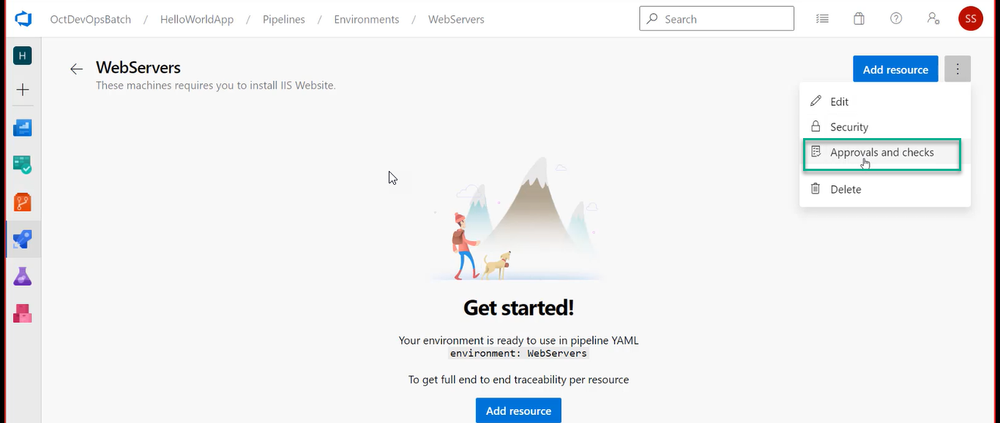 OctDevOpsBatch / HelloWorldApp / Pipelines / Environments / WebServers
Search
SS
H
WebServers
These machines requires you to install IIS Website.
Add resource
Edit
Security
Approvals and checks
Delete
Get started!
Your environment is ready to use in pipeline YAML
environment: WebServers
To get full end to end traceability per resource
Add resource